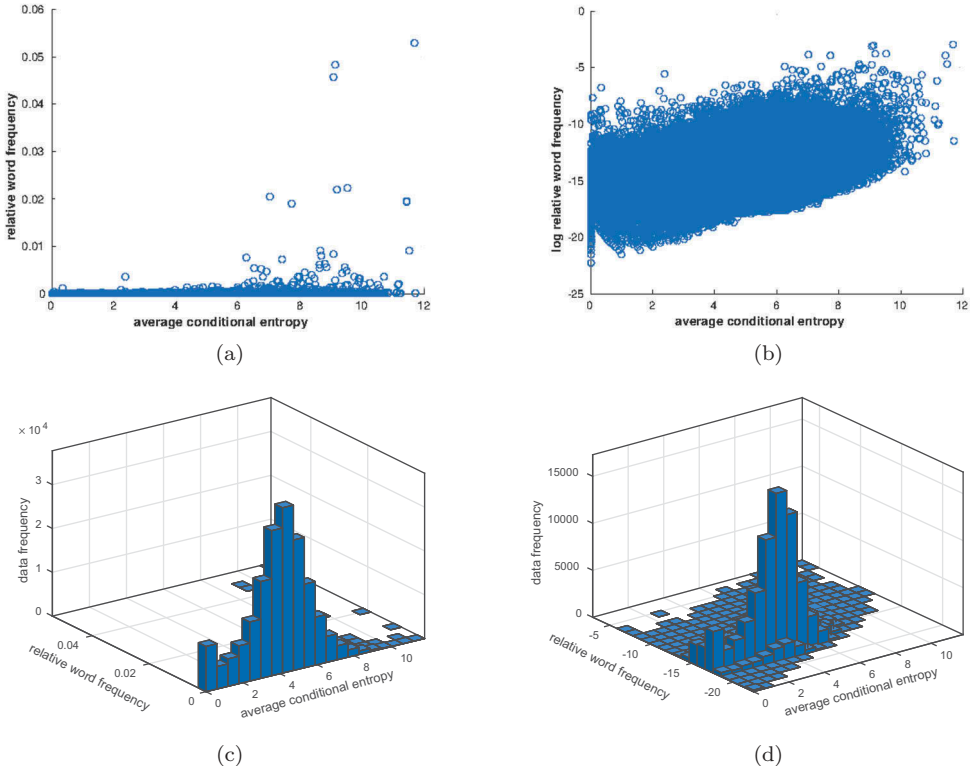 0.06
0.05
0.04
0.03
0.02
0.01
0
relative word frequency
0 2 4 6 8 10 12
average conditional entropy
(a)
-0
-5
-10
-15
-20
-25
log relative word frequency
0 2 4 6 8 10 12
average conditional entropy
(b)
× 10 4
3
2
1
0
data frequency
0.04
0.02
0
relative word frequency
0 2 4 6 8 10
average conditional entropy
(c)
15000
10000
5000
0
data frequency
-5
-10
-15
-20
relative word frequency
0 2 4 6 8 10
average conditional entropy
(d)